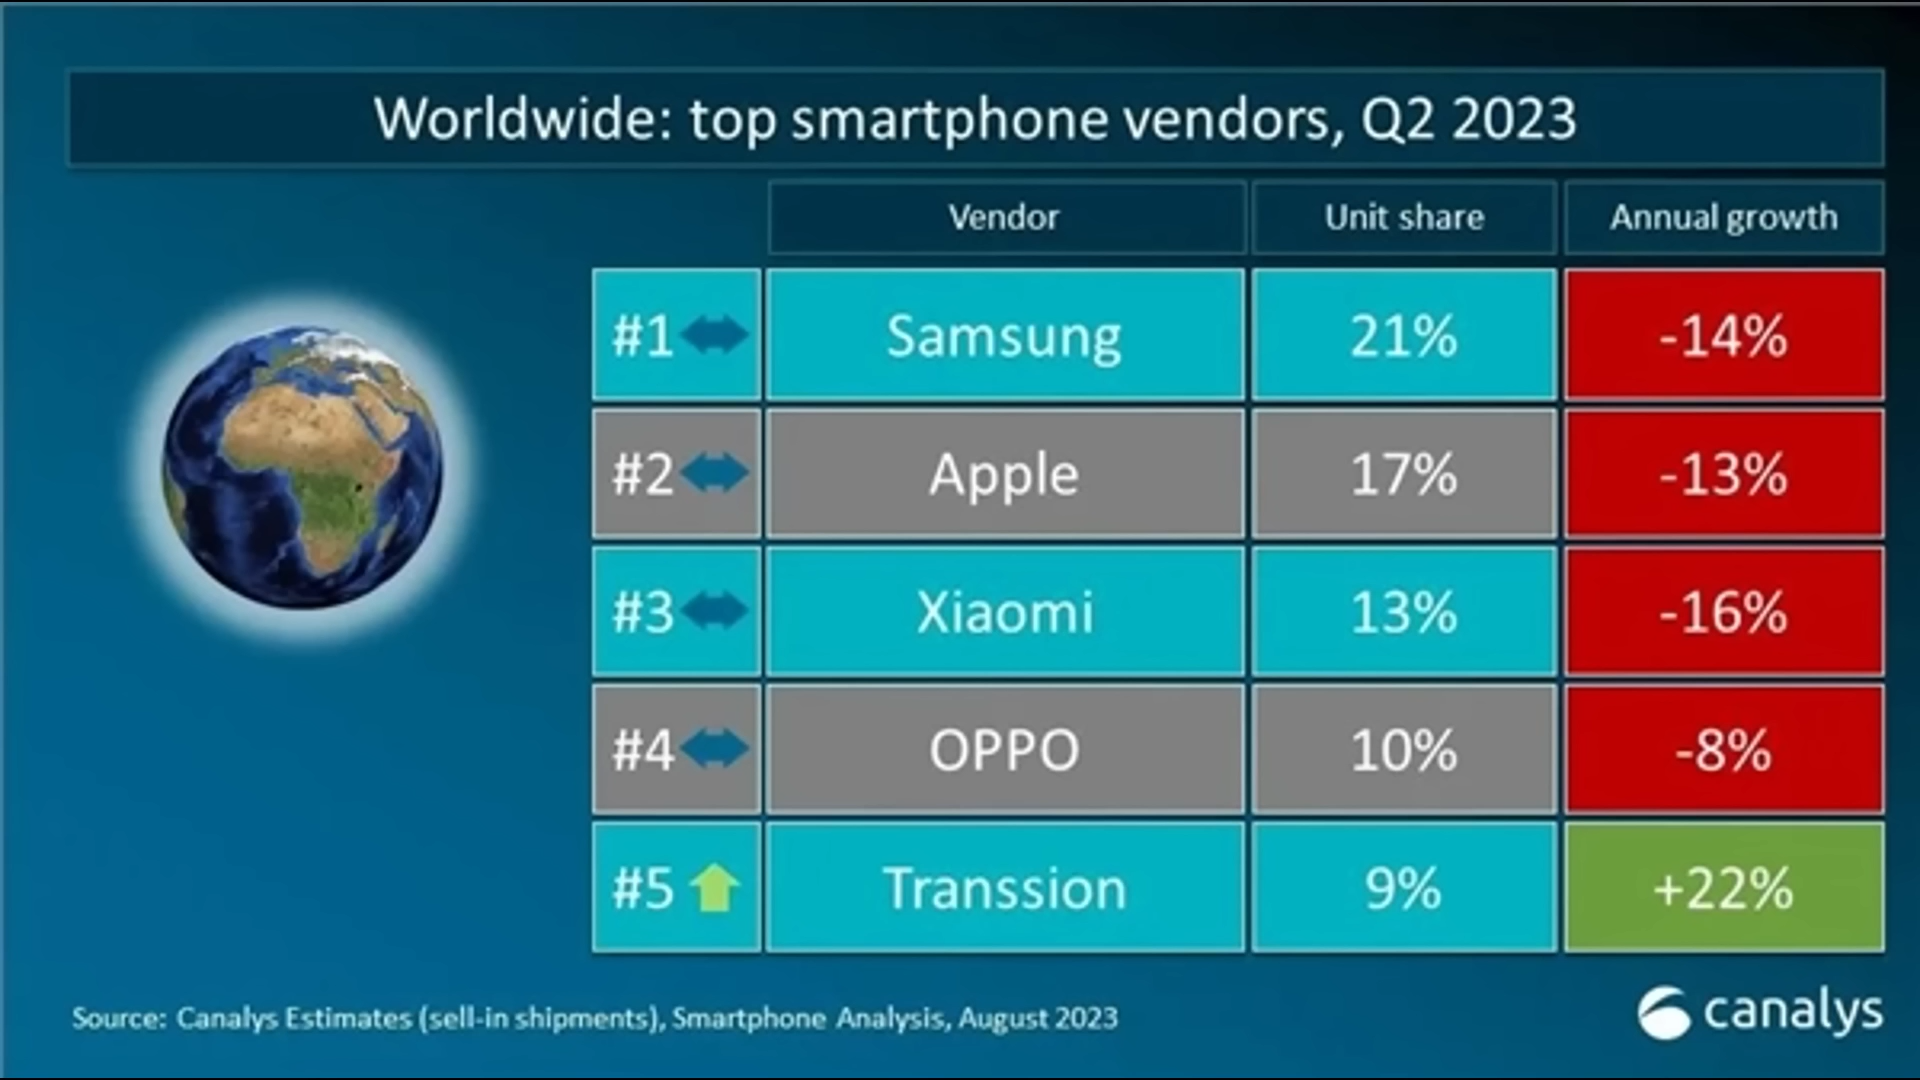 Worldwide: top smartphone vendors, Q2 2023
Vendor Unit share Annual growth
#1 Samsung 21% -14%
#2 Apple 17% -13%
#3 Xiaomi 13% -16%
#4 OPPO 10% -8%
#5 Transsion 9% +22%
Source: Canalys Estimates (sell-in shipments), Smartphone Analysis, August 2023
canalys